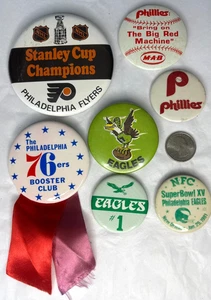 Stanley Cup
Champions
PHILADELPHIA FLYERS
Phillies
"Bring on
The Big Red
Machine"
MAB
Phillies
The PHILADELPHIA
76ers
BOOSTER
CLUB
EAGLES
EAGLES
#1
NFC
SuperBowl XV
Philadelphia EAGLES